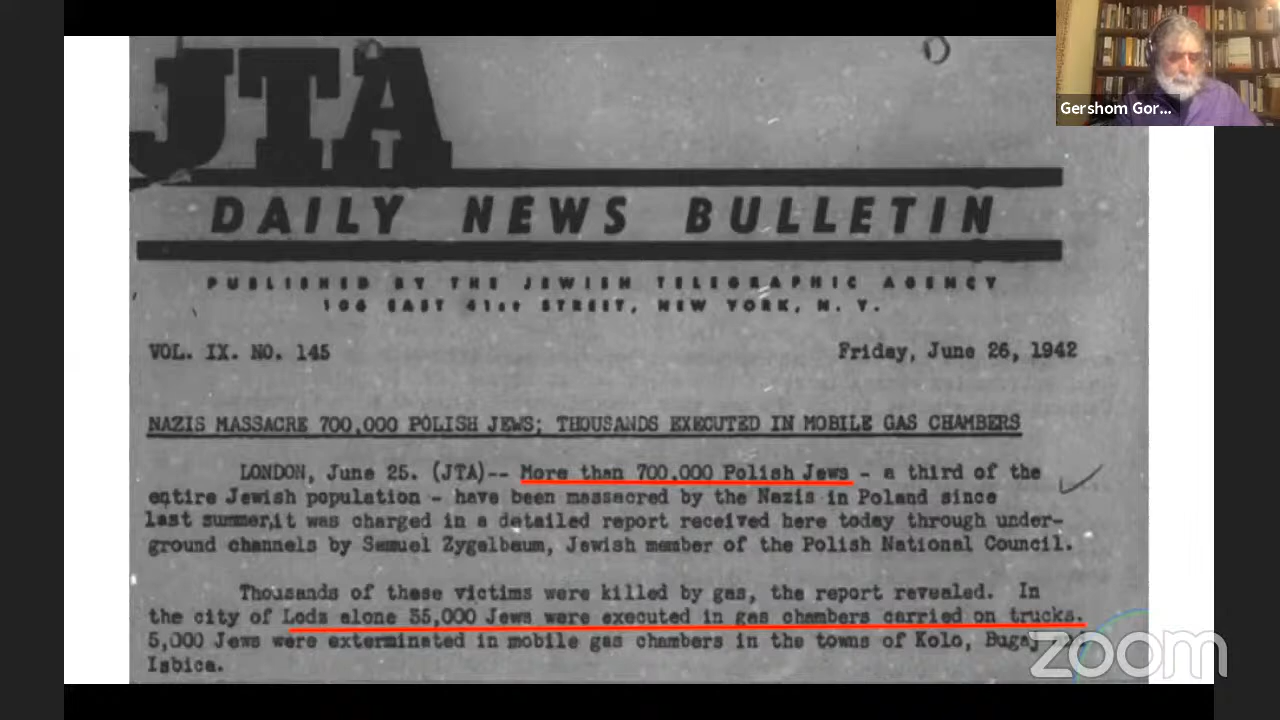 Gershom Gor...
JTA
DAILY NEWS BULLETIN
PUBLISHED BY THE JEWISH TELEGRAPHIC AGENCY
106 EAST 41st STREET, NEW YORK, N. Y.
VOL. IX. NO. 145
Friday, June 26, 1942
NAZIS MASSACRE 700,000 POLISH JEWS; THOUSANDS EXECUTED IN MOBILE GAS CHAMBERS
LONDON, June 25. (JTA)-- More than 700,000 Polish Jews - a third of the
entire Jewish population - have been massacred by the Nazis in Poland since
last summer,it was charged in a detailed report received here today through under-
ground channels by Samuel Zygelbaum, Jewish member of the Polish National Council.
Thousands of these victims were killed by gas, the report revealed. In
the city of Lodz alone 35,000 Jews were executed in gas chambers carried on trucks.
5,000 Jews were exterminated in mobile gas chambers in the towns of Kolo,
Isbica.
zoom